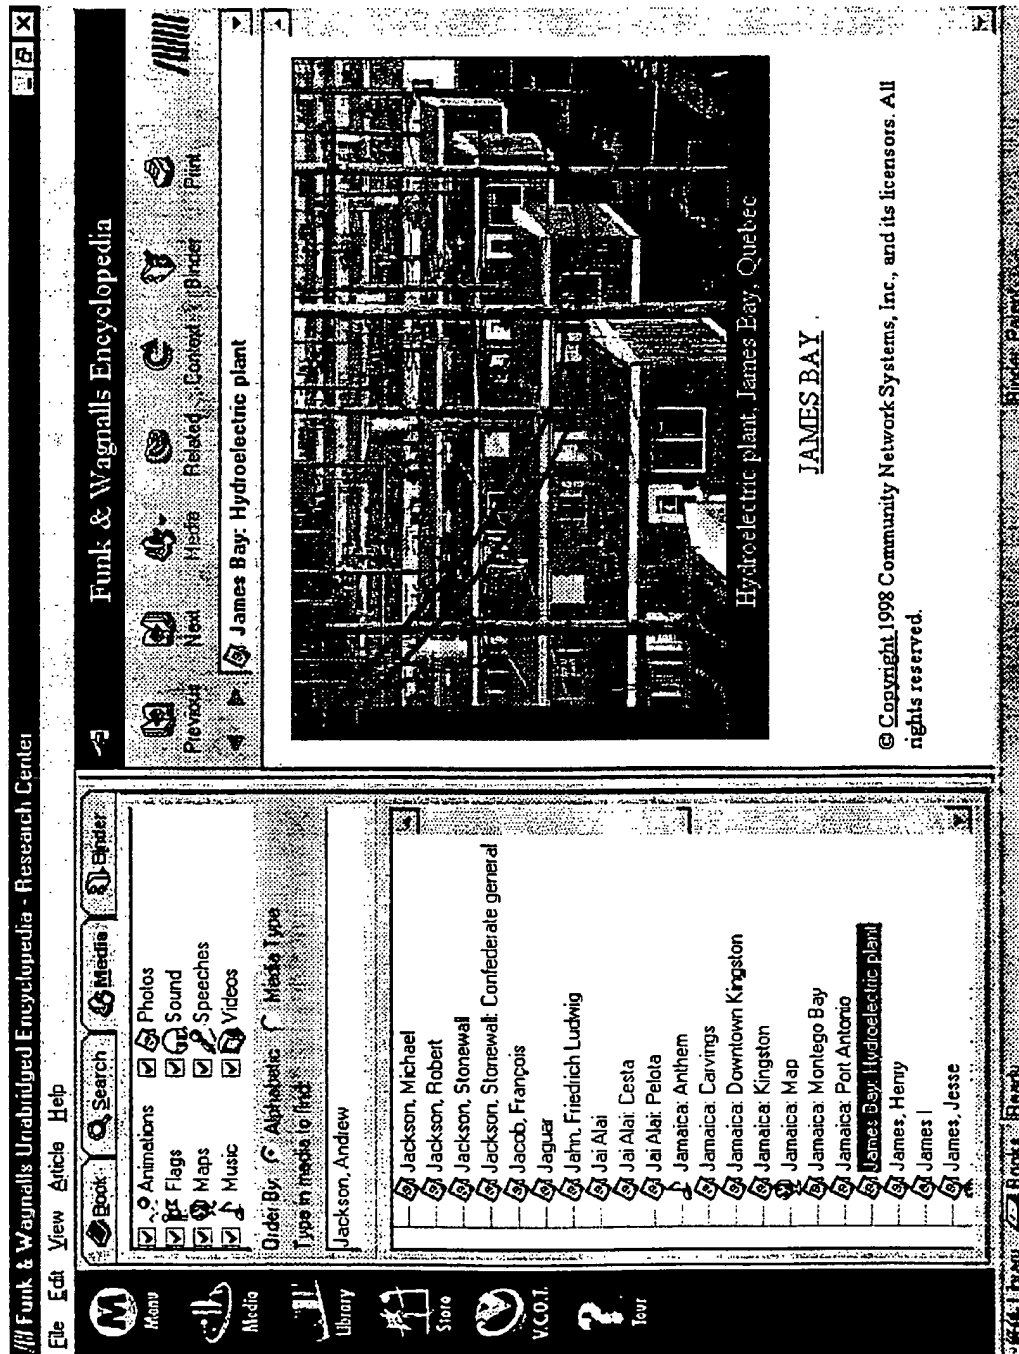 Funk & Wagnalls Unabridged Encyclopedia - Research Center
File Edit View Article Help
Menu
Media
Library
Store
V.C.O.T.
Tour
Book
Search
Media
Binder
Animations
Photos
Flags
Sound
Maps
Speeches
Music
Videos
Order By: Alphabetic Media Type
Type in media to find:
Jackson, Andrew
Jackson, Michael
Jackson, Robert
Jackson, Stonewall
Jackson, Stonewall: Confederate general
Jacob, François
Jaguar
Jahn, Friedrich Ludwig
Jai Alai
Jai Alai: Cesta
Jai Alai: Pelota
Jamaica: Anthem
Jamaica: Carvings
Jamaica: Downtown Kingston
Jamaica: Kingston
Jamaica: Map
Jamaica: Montego Bay
Jamaica: Port Antonio
James Bay: Hydroelectric plant
James, Henry
James I
James, Jesse
Funk & Wagnalls Encyclopedia
Previous
Next
Media
Related
Context
Binder
Print
James Bay: Hydroelectric plant
Hydroelectric plant, James Bay, Quebec
JAMES BAY
© Copyright 1998 Community Network Systems, Inc., and its licensors. All
rights reserved.
Books
Ready
Binder: Patent